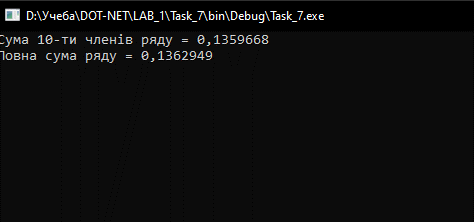 D:\Учеба\DOT-NET\LAB_1\Task_7\bin\Debug\Task_7.exe
Сума 10-ти членів ряду = 0,1359668
Повна сума ряду = 0,1362949